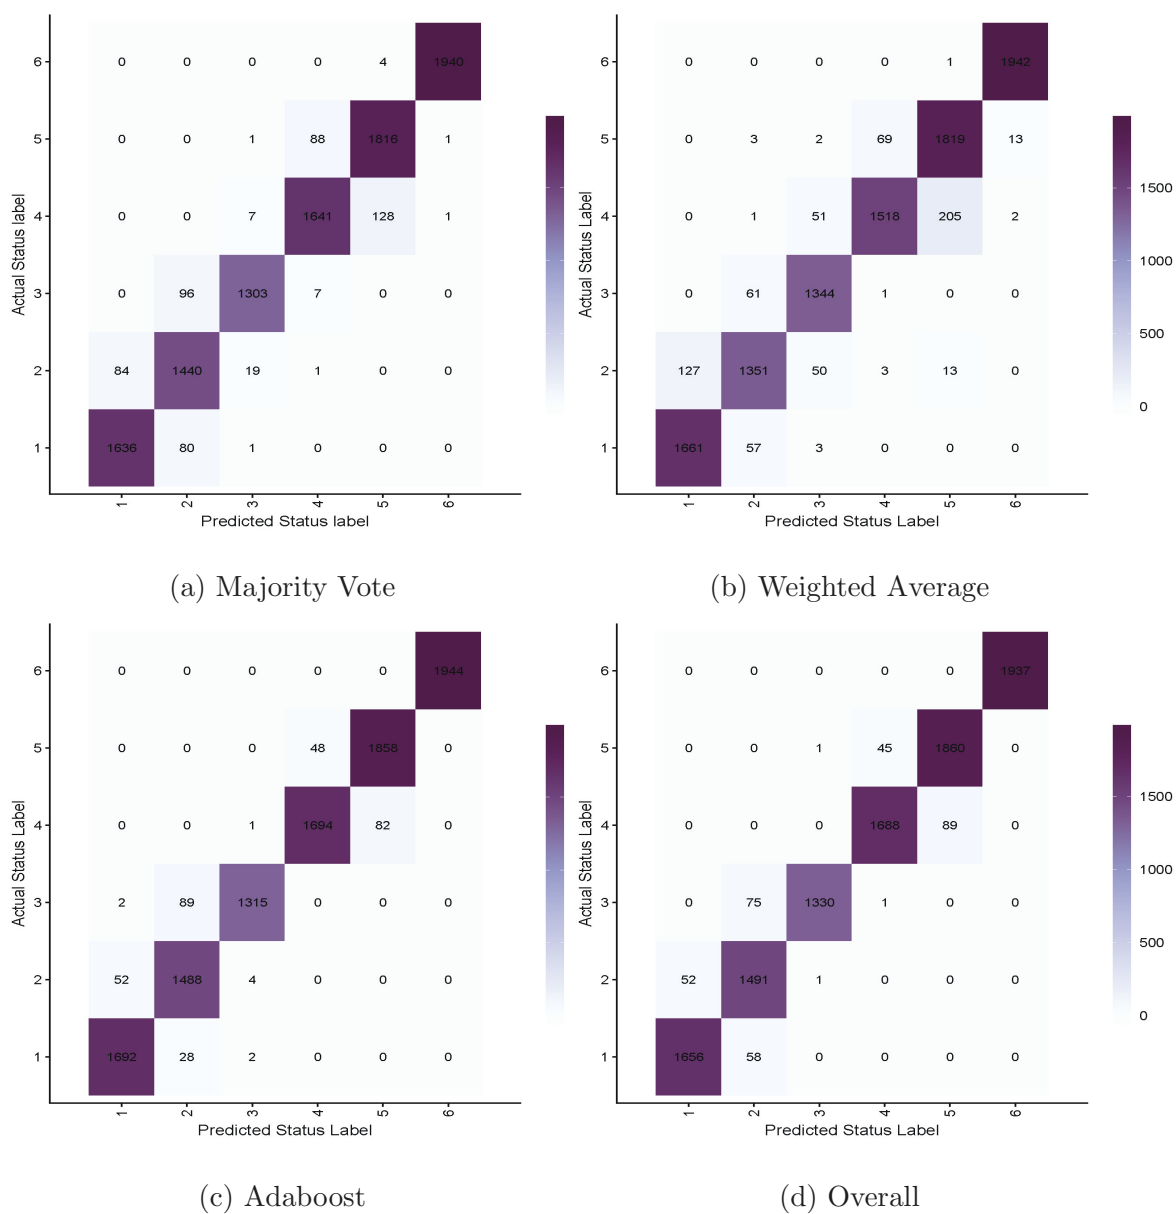 6 0 0 0 0 4 1940
5 0 0 1 88 1816 1
4 0 0 7 1641 128 1
3 0 96 1303 7 0 0
2 84 1440 19 1 0 0
1 1636 80 1 0 0 0
1 2 3 4 5 6
Predicted Status label
Actual Status label
(a) Majority Vote
6 0 0 0 0 1 1942
5 0 3 2 69 1819 13
4 0 1 51 1518 205 2
3 0 61 1344 1 0 0
2 127 1351 50 3 13 0
1 1661 57 3 0 0 0
1 2 3 4 5 6
Predicted Status Label
Actual Status Label
1500
1000
500
0
(b) Weighted Average
6 0 0 0 0 0 1944
5 0 0 0 48 1858 0
4 0 0 1 1694 82 0
3 2 89 1315 0 0 0
2 52 1488 4 0 0 0
1 1692 28 2 0 0 0
1 2 3 4 5 6
Predicted Status Label
Actual Status Label
(c) Adaboost
6 0 0 0 0 0 1937
5 0 0 1 45 1860 0
4 0 0 0 1688 89 0
3 0 75 1330 1 0 0
2 52 1491 1 0 0 0
1 1656 58 0 0 0 0
1 2 3 4 5 6
Predicted Status Label
Actual Status Label
1500
1000
500
0
(d) Overall